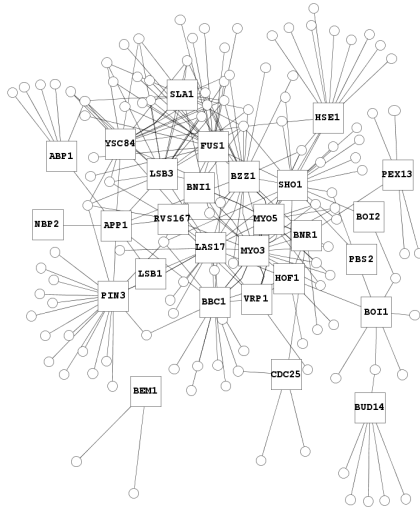 SLA1
HSE1
YSC84
FUS1
ABP1
LSB3
BZZ1
PEX13
BNI1
SHO1
NBP2
APP1
RVS167
MYO5
BOI2
LAS17
MYO3
BNR1
PBS2
LSB1
HOF1
PIN3
BBC1
VRP1
BOI1
CDC25
BEM1
BUD14